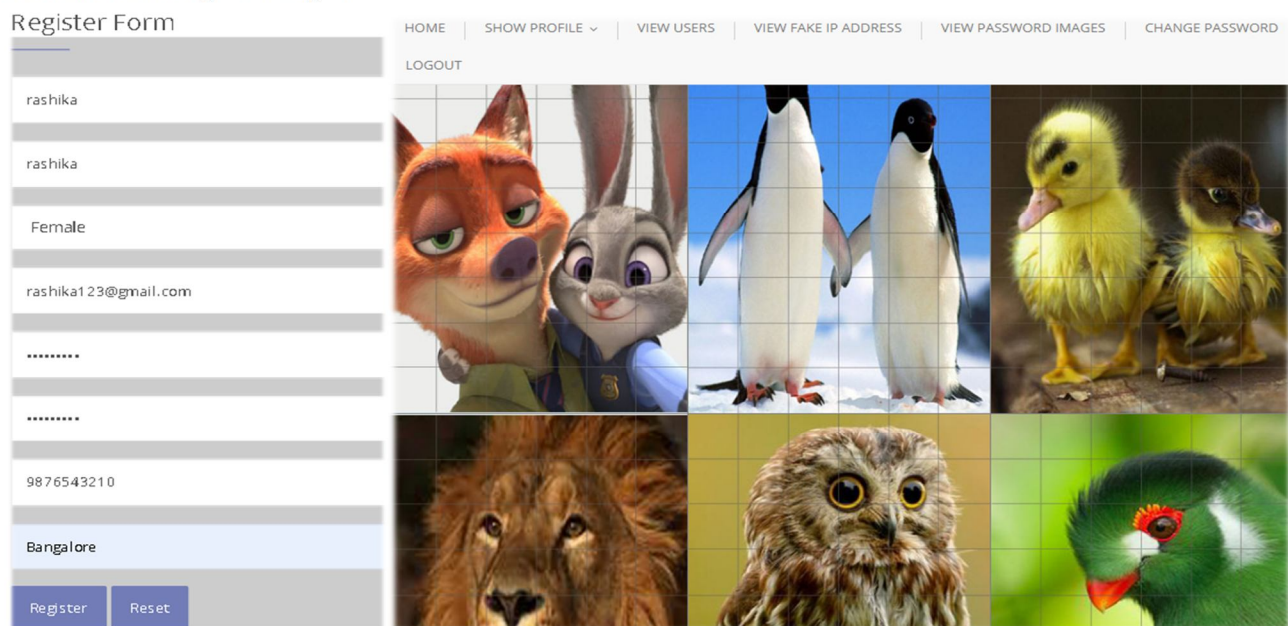 Register Form
rashika
rashika
Female
rashika123@gmail.com
•••••••••
•••••••••
9876543210
Bangalore
Register Reset
HOME SHOW PROFILE VIEW USERS VIEW FAKE IP ADDRESS VIEW PASSWORD IMAGES CHANGE PASSWORD
LOGOUT